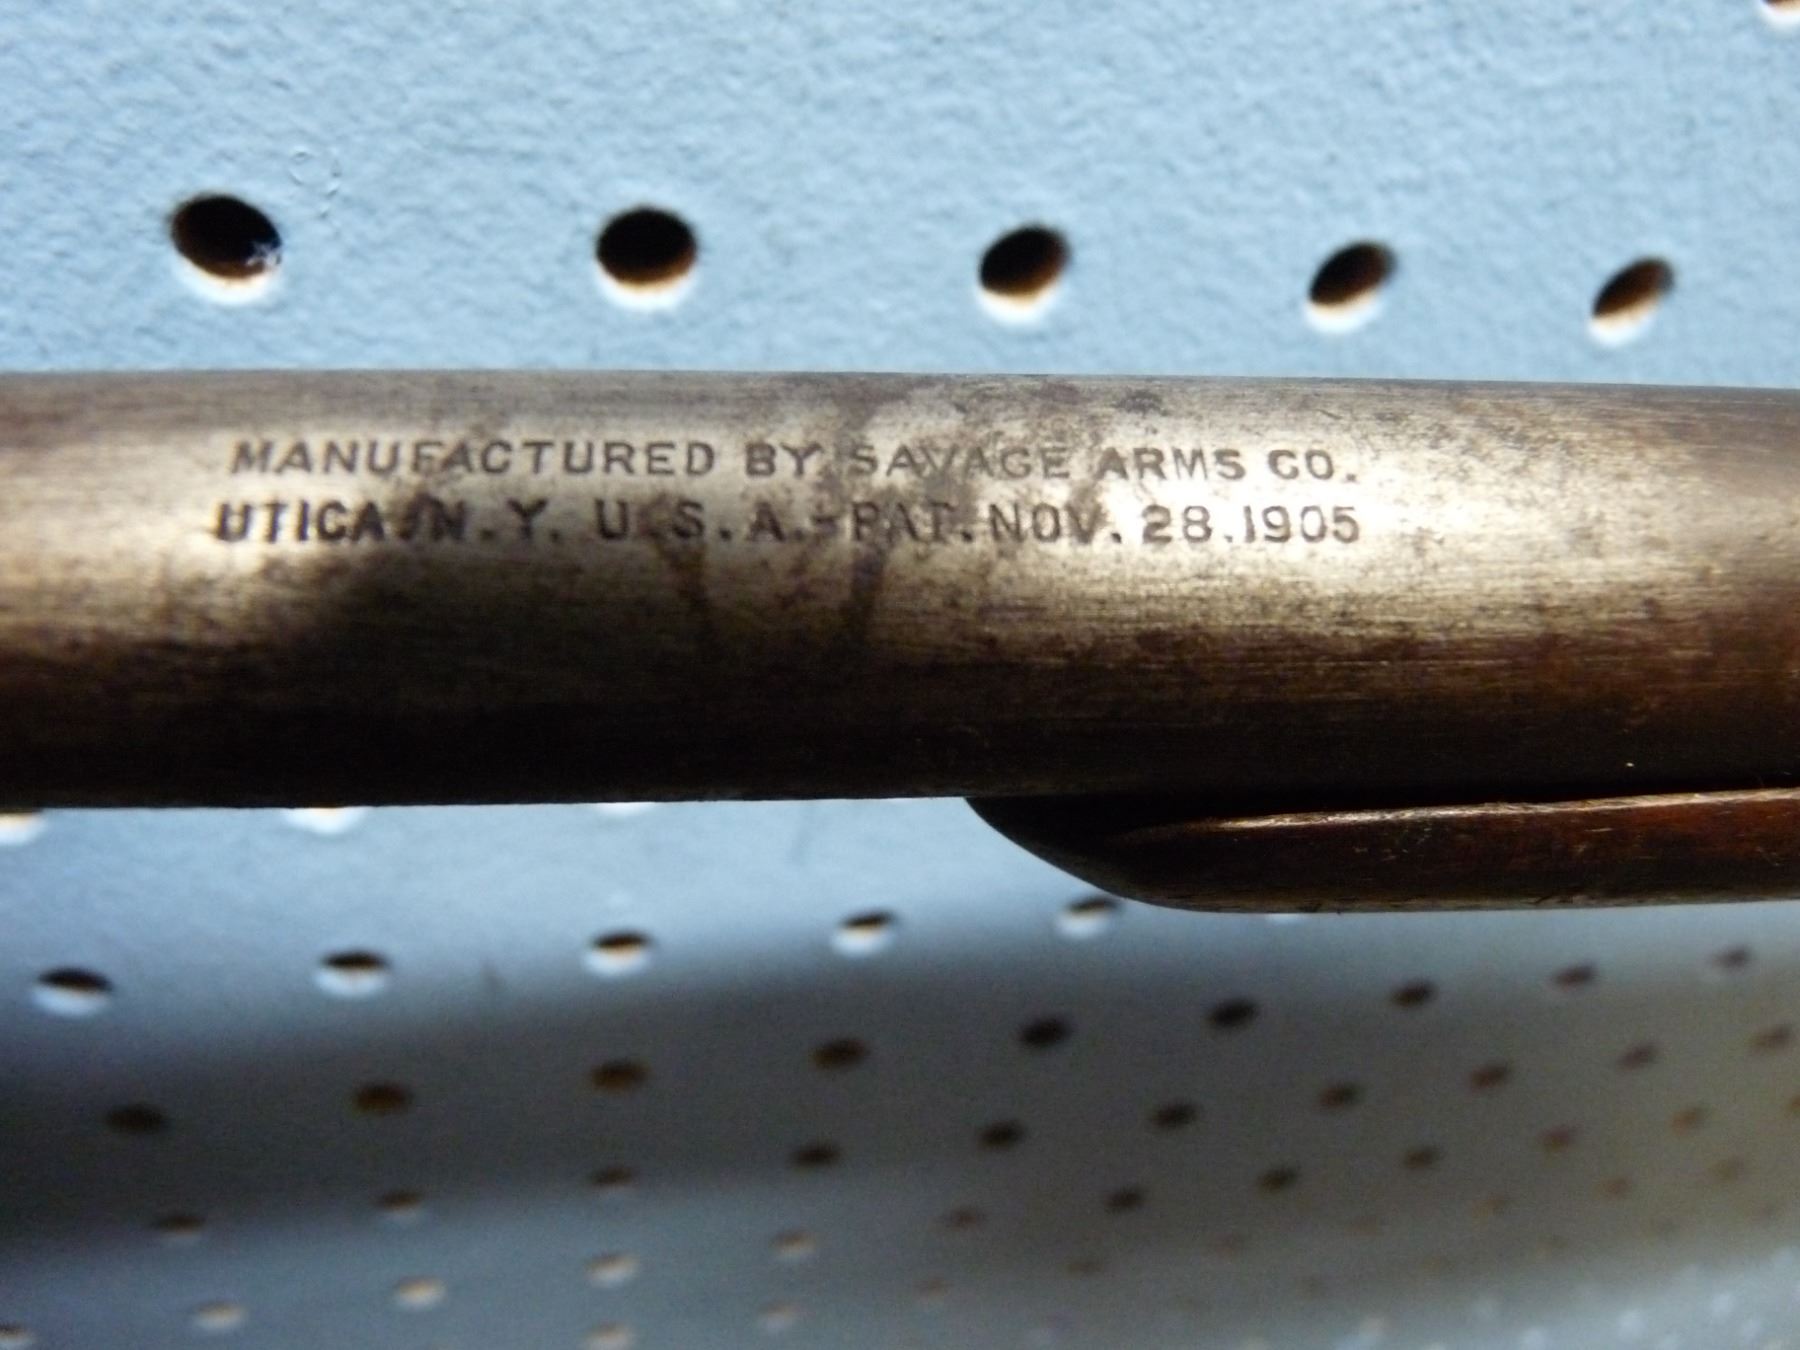 MANUFACTURED BY SAVAGE ARMS CO.
UTICA, N.Y. U.S.A.-PAT. NOV. 28.1905